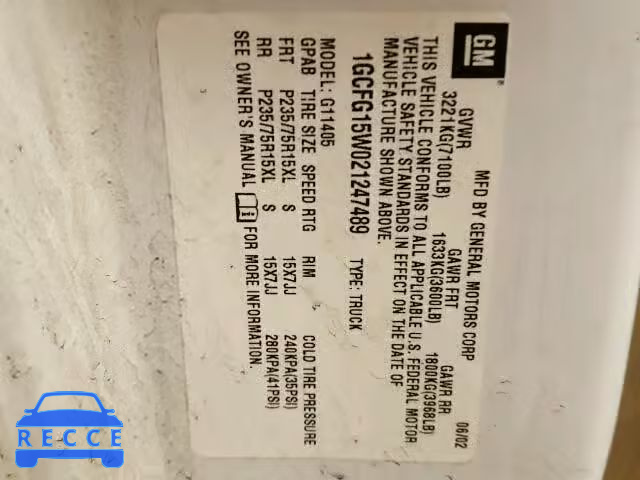 GM
MFD BY GENERAL MOTORS CORP 06/02
GVWR GAWR FRT GAWR RR
3221KG(7100LB) 1633KG(3600LB) 1800KG(3968LB)
THIS VEHICLE CONFORMS TO ALL APPLICABLE U.S. FEDERAL MOTOR
VEHICLE SAFETY STANDARDS IN EFFECT ON THE DATE OF
MANUFACTURE SHOWN ABOVE.
1GCFG15W021247489 TYPE: TRUCK
MODEL: G11405
GPAB TIRE SIZE SPEED RTG RIM COLD TIRE PRESSURE
FRT P235/75R15XL S 15X7JJ 240KPA(35PSI)
RR P235/75R15XL S 15X7JJ 280KPA(41PSI)
SEE OWNER'S MANUAL FOR MORE INFORMATION.
RECCE